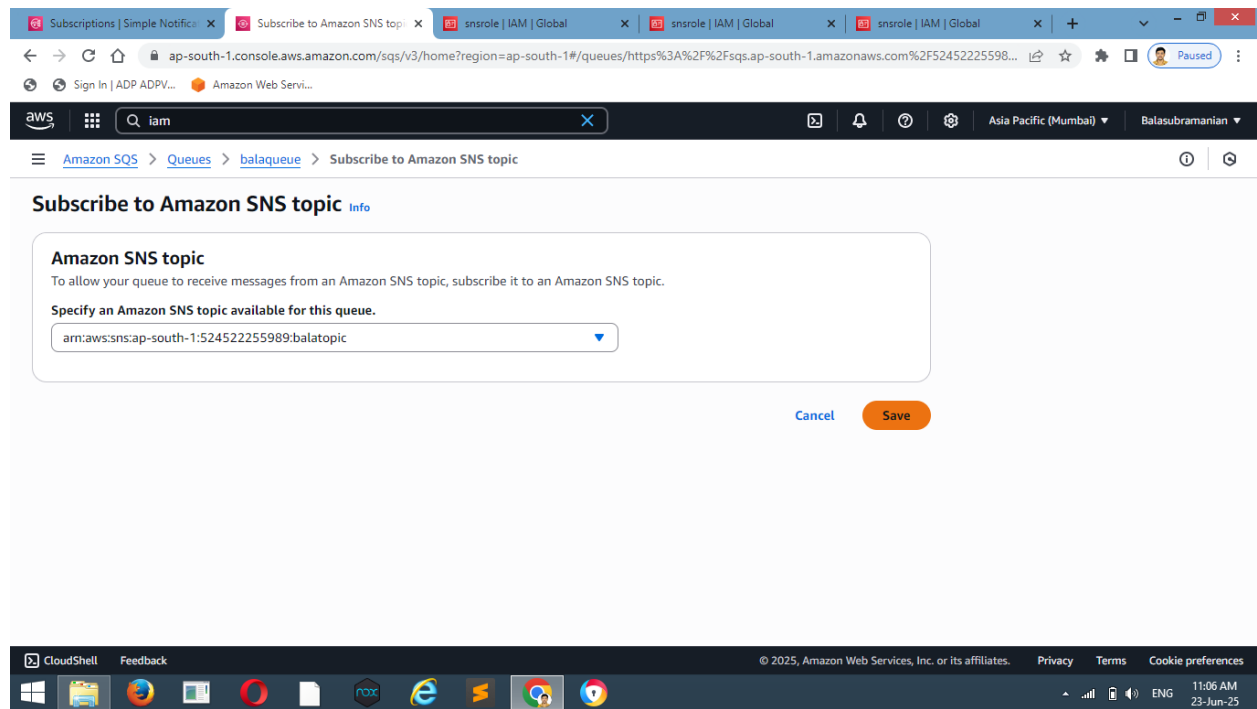 Subscriptions | Simple Notificat
Subscribe to Amazon SNS top
snsrole | IAM | Global
snsrole | IAM | Global
snsrole | IAM | Global
ap-south-1.console.aws.amazon.com/sqs/v3/home?region=ap-south-1#/queues/https%3A%2F%2Fsqs.ap-south-1.amazonaws.com%2F52452225598...
Paused
Sign In | ADP ADPV...
Amazon Web Servi...
aws
iam
Asia Pacific (Mumbai)
Balasubramanian
Amazon SQS > Queues > balaqueue > Subscribe to Amazon SNS topic
Subscribe to Amazon SNS topic Info
Amazon SNS topic
To allow your queue to receive messages from an Amazon SNS topic, subscribe it to an Amazon SNS topic.
Specify an Amazon SNS topic available for this queue.
arn:aws:sns:ap-south-1:524522255989:balatopic
Cancel
Save
CloudShell
Feedback
© 2025, Amazon Web Services, Inc. or its affiliates.
Privacy
Terms
Cookie preferences
nox
ENG
11:06 AM
23-Jun-25